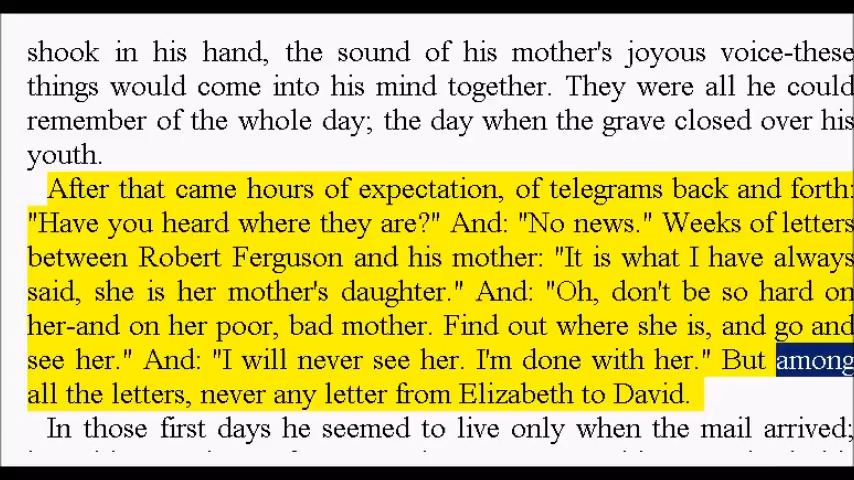 shook in his hand, the sound of his mother's joyous voice-these
things would come into his mind together. They were all he could
remember of the whole day; the day when the grave closed over his
youth.
After that came hours of expectation, of telegrams back and forth:
"Have you heard where they are?" And: "No news." Weeks of letters
between Robert Ferguson and his mother: "It is what I have always
said, she is her mother's daughter." And: "Oh, don't be so hard on
her-and on her poor, bad mother. Find out where she is, and go and
see her." And: "I will never see her. I'm done with her." But among
all the letters, never any letter from Elizabeth to David.
In those first days he seemed to live only when the mail arrived;